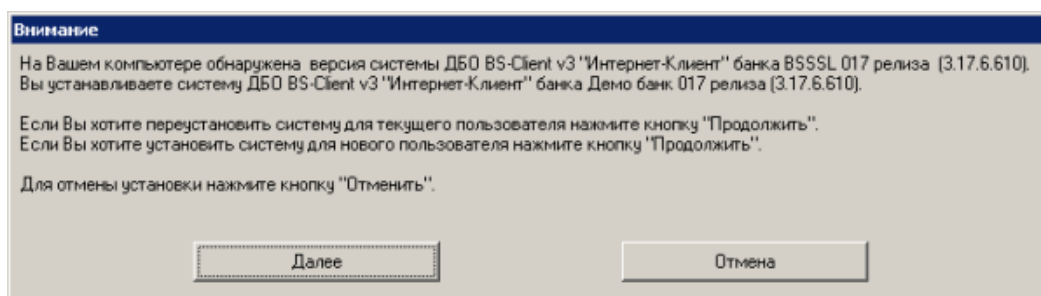 Внимание
На Вашем компьютере обнаружена версия системы ДБО BS-Client v3 "Интернет-Клиент" банка BSSSL 017 релиза (3.17.6.610).
Вы устанавливаете систему ДБО BS-Client v3 "Интернет-Клиент" банка Демо банк 017 релиза (3.17.6.610).
Если Вы хотите переустановить систему для текущего пользователя нажмите кнопку "Продолжить".
Если Вы хотите установить систему для нового пользователя нажмите кнопку "Продолжить".
Для отмены установки нажмите кнопку "Отменить".
Далее
Отмена